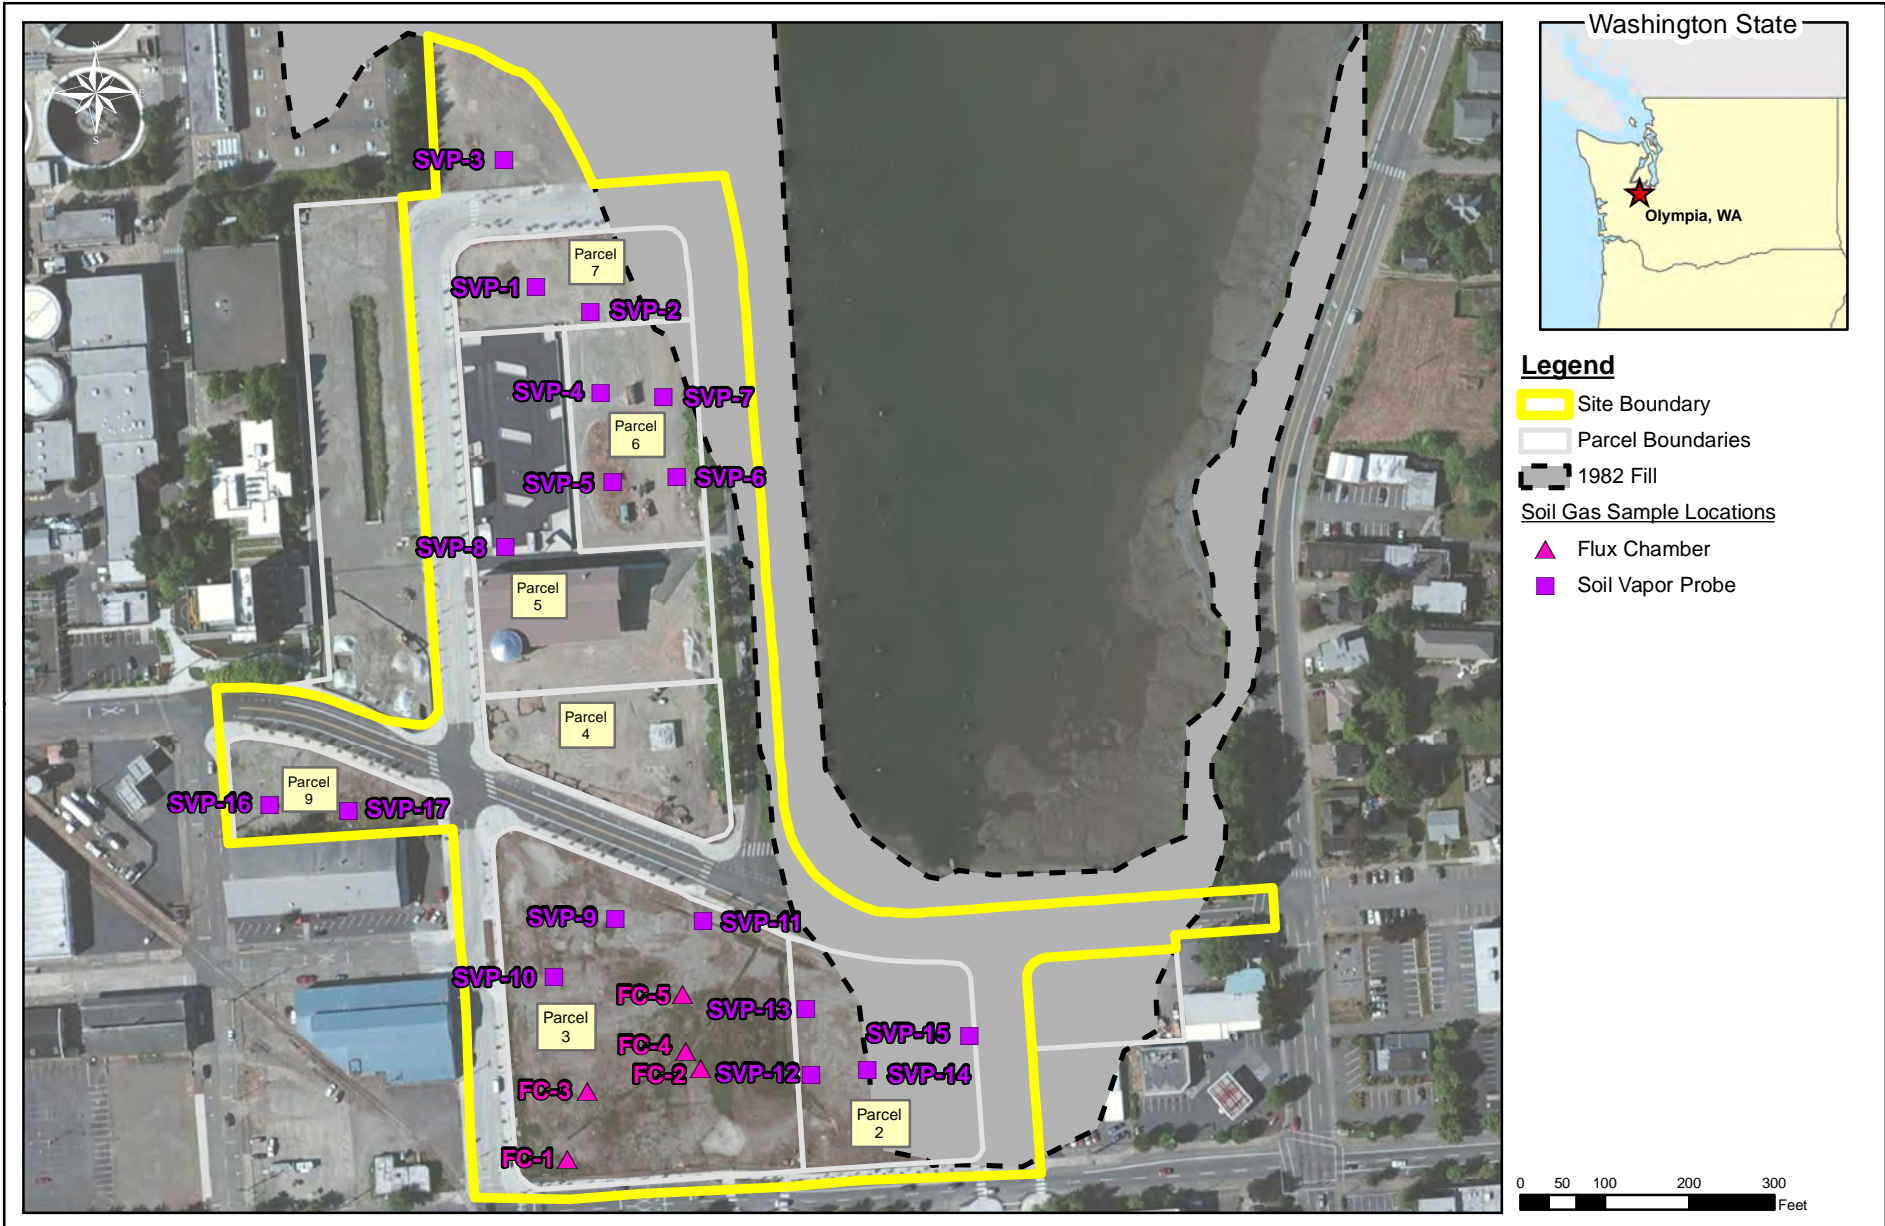 N
W
E
S
SVP-3
Parcel
7
SVP-1
SVP-2
SVP-4
SVP-7
Parcel
6
SVP-5
SVP-6
SVP-8
Parcel
5
Parcel
4
Parcel
9
SVP-16
SVP-17
SVP-9
SVP-11
SVP-10
FC-5
SVP-13
Parcel
3
SVP-15
FC-4
FC-2
SVP-12
SVP-14
FC-3
Parcel
2
FC-1
Washington State
Olympia, WA
Legend
Site Boundary
Parcel Boundaries
1982 Fill
Soil Gas Sample Locations
Flux Chamber
Soil Vapor Probe
0 50 100 200 300
Feet